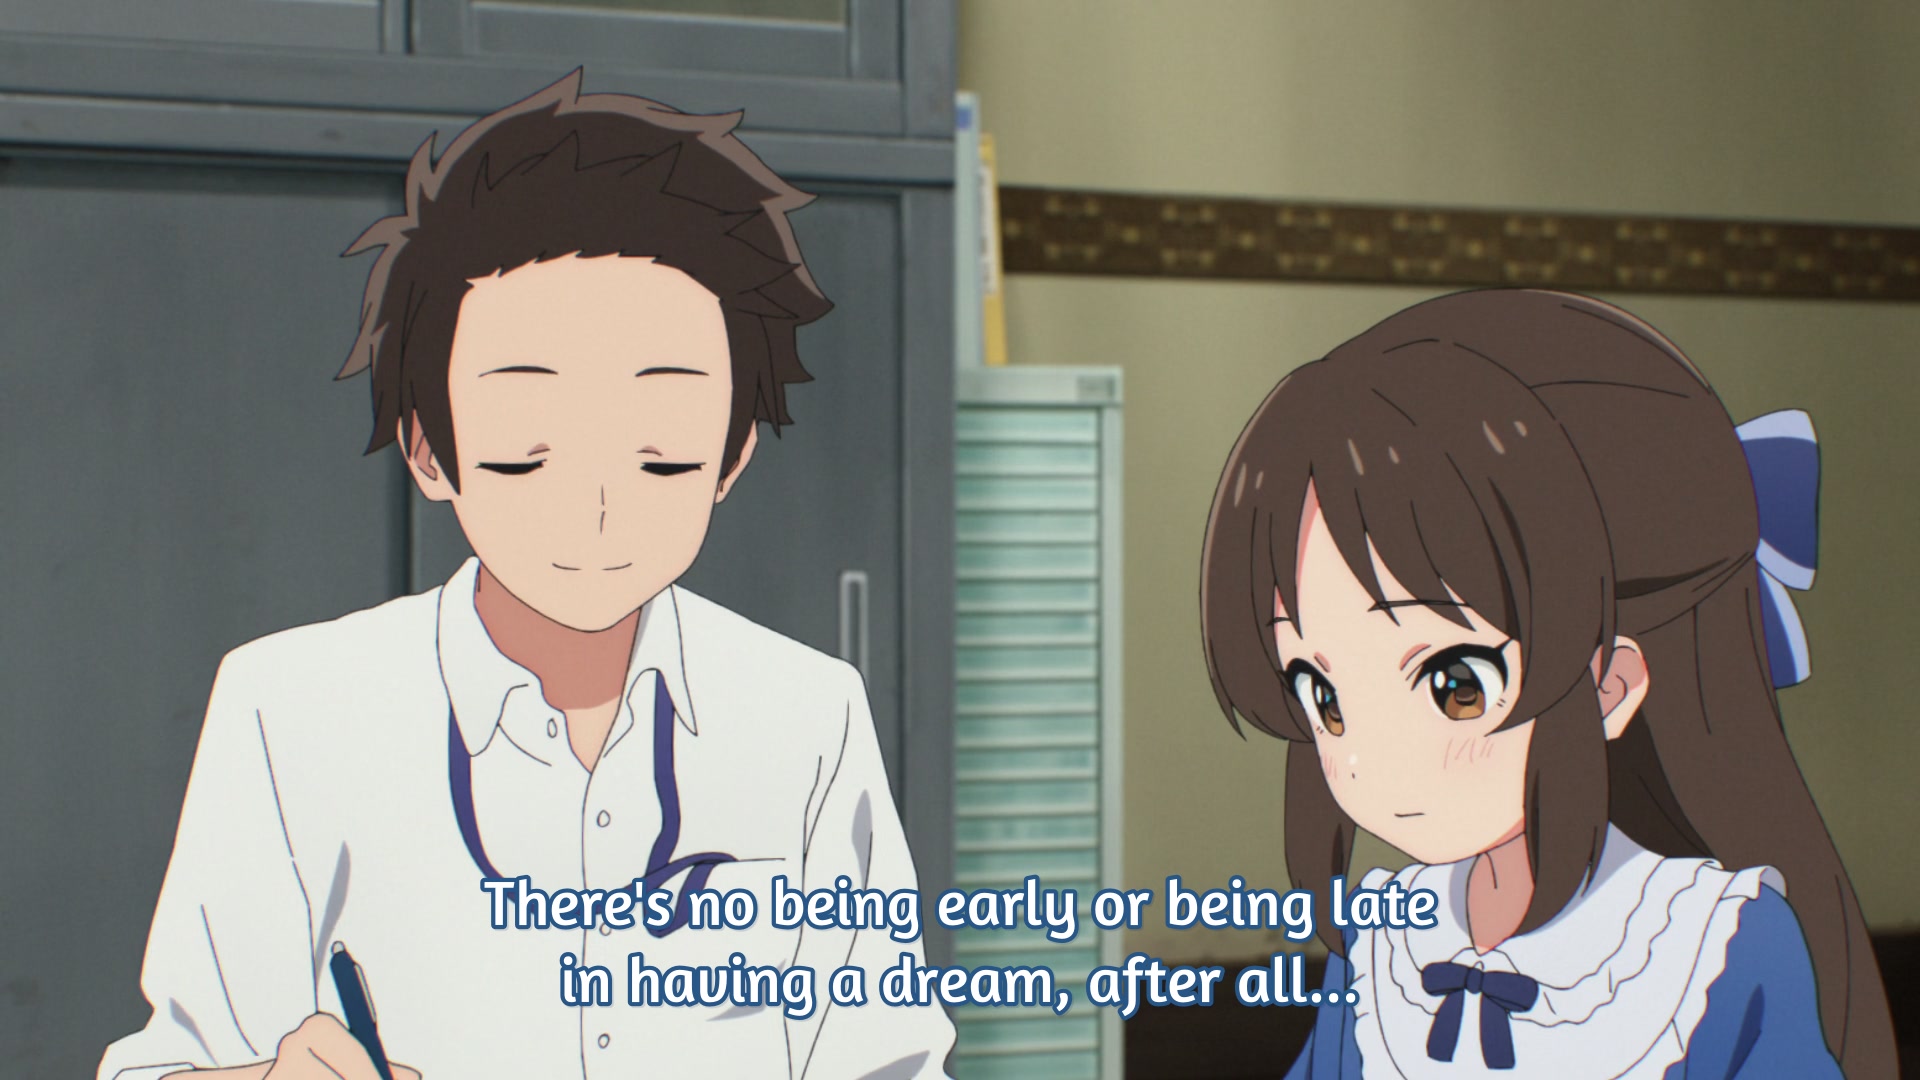 There's no being early or being late
in having a dream, after all...